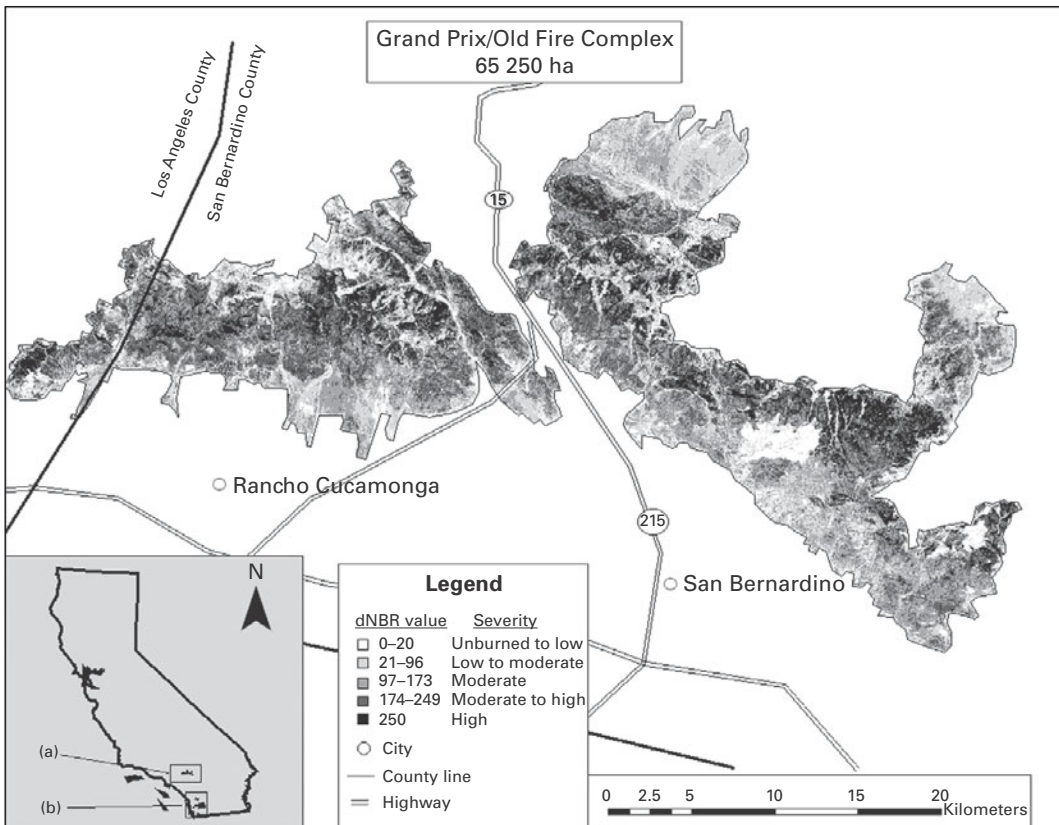 Grand Prix/Old Fire Complex
65 250 ha
Los Angeles County
San Bernardino County
15
Rancho Cucamonga
215
San Bernardino
N
(a)
(b)
Legend
dNBR value Severity
0–20 Unburned to low
21–96 Low to moderate
97–173 Moderate
174–249 Moderate to high
250 High
City
County line
Highway
0 2.5 5 10 15 20
Kilometers